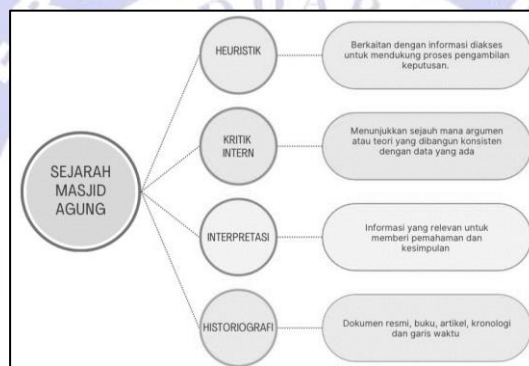 SEJARAH
MASJID
AGUNG
HEURISTIK
Berkaitan dengan informasi diakses
untuk mendukung proses pengambilan
keputusan.
KRITIK
INTERN
Menunjukkan sejauh mana argumen
atau teori yang dibangun konsisten
dengan data yang ada
INTERPRETASI
Informasi yang relevan untuk
memberi pemahaman dan
kesimpulan
HISTORIOGRAFI
Dokumen resmi, buku, artikel, kronologi
dan garis waktu